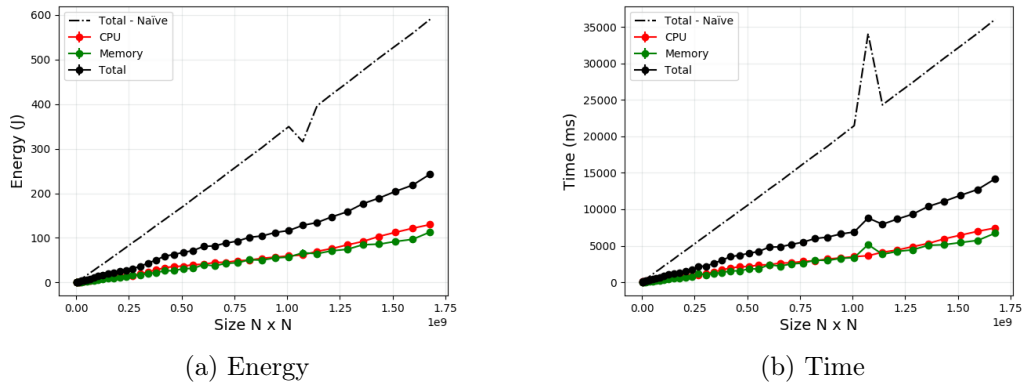 600
500
400
300
200
100
0
Energy (J)
Total - Naïve
CPU
Memory
Total
0.00 0.25 0.50 0.75 1.00 1.25 1.50 1.75
1e9
Size N x N
(a) Energy
35000
30000
25000
20000
15000
10000
5000
0
Time (ms)
Total - Naïve
CPU
Memory
Total
0.00 0.25 0.50 0.75 1.00 1.25 1.50 1.75
1e9
Size N x N
(b) Time